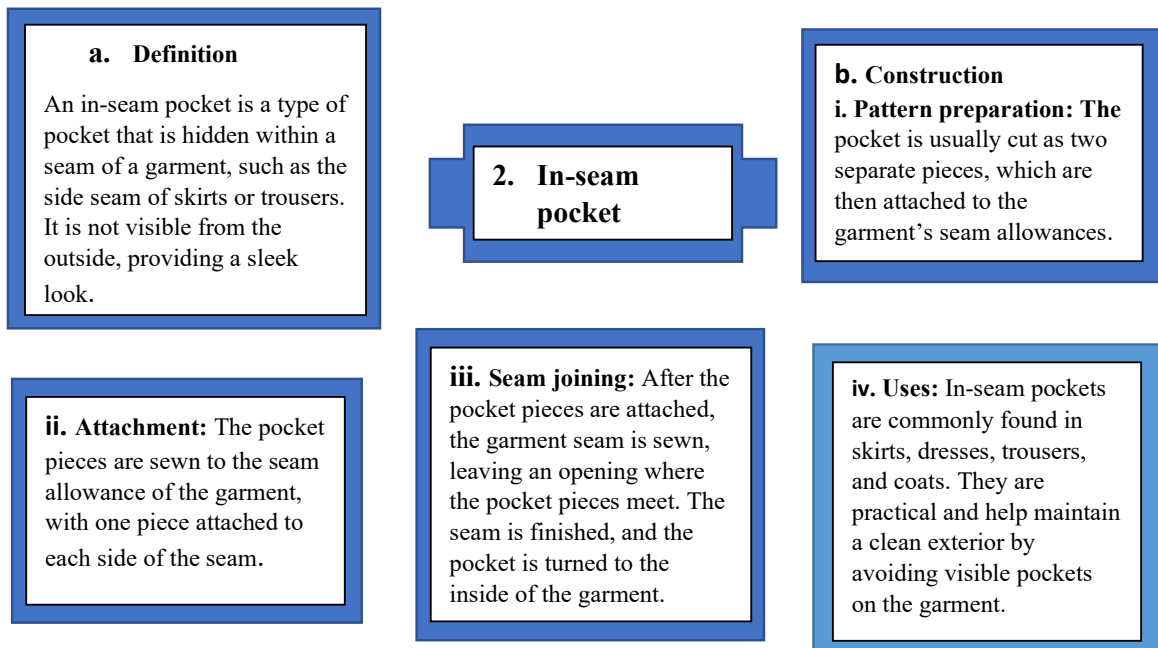 a. Definition
An in-seam pocket is a type of
pocket that is hidden within a
seam of a garment, such as the
side seam of skirts or trousers.
It is not visible from the
outside, providing a sleek
look.
2. In-seam
pocket
b. Construction
i. Pattern preparation: The
pocket is usually cut as two
separate pieces, which are
then attached to the
garment’s seam allowances.
ii. Attachment: The pocket
pieces are sewn to the seam
allowance of the garment,
with one piece attached to
each side of the seam.
iii. Seam joining: After the
pocket pieces are attached,
the garment seam is sewn,
leaving an opening where
the pocket pieces meet. The
seam is finished, and the
pocket is turned to the
inside of the garment.
iv. Uses: In-seam pockets
are commonly found in
skirts, dresses, trousers,
and coats. They are
practical and help maintain
a clean exterior by
avoiding visible pockets
on the garment.